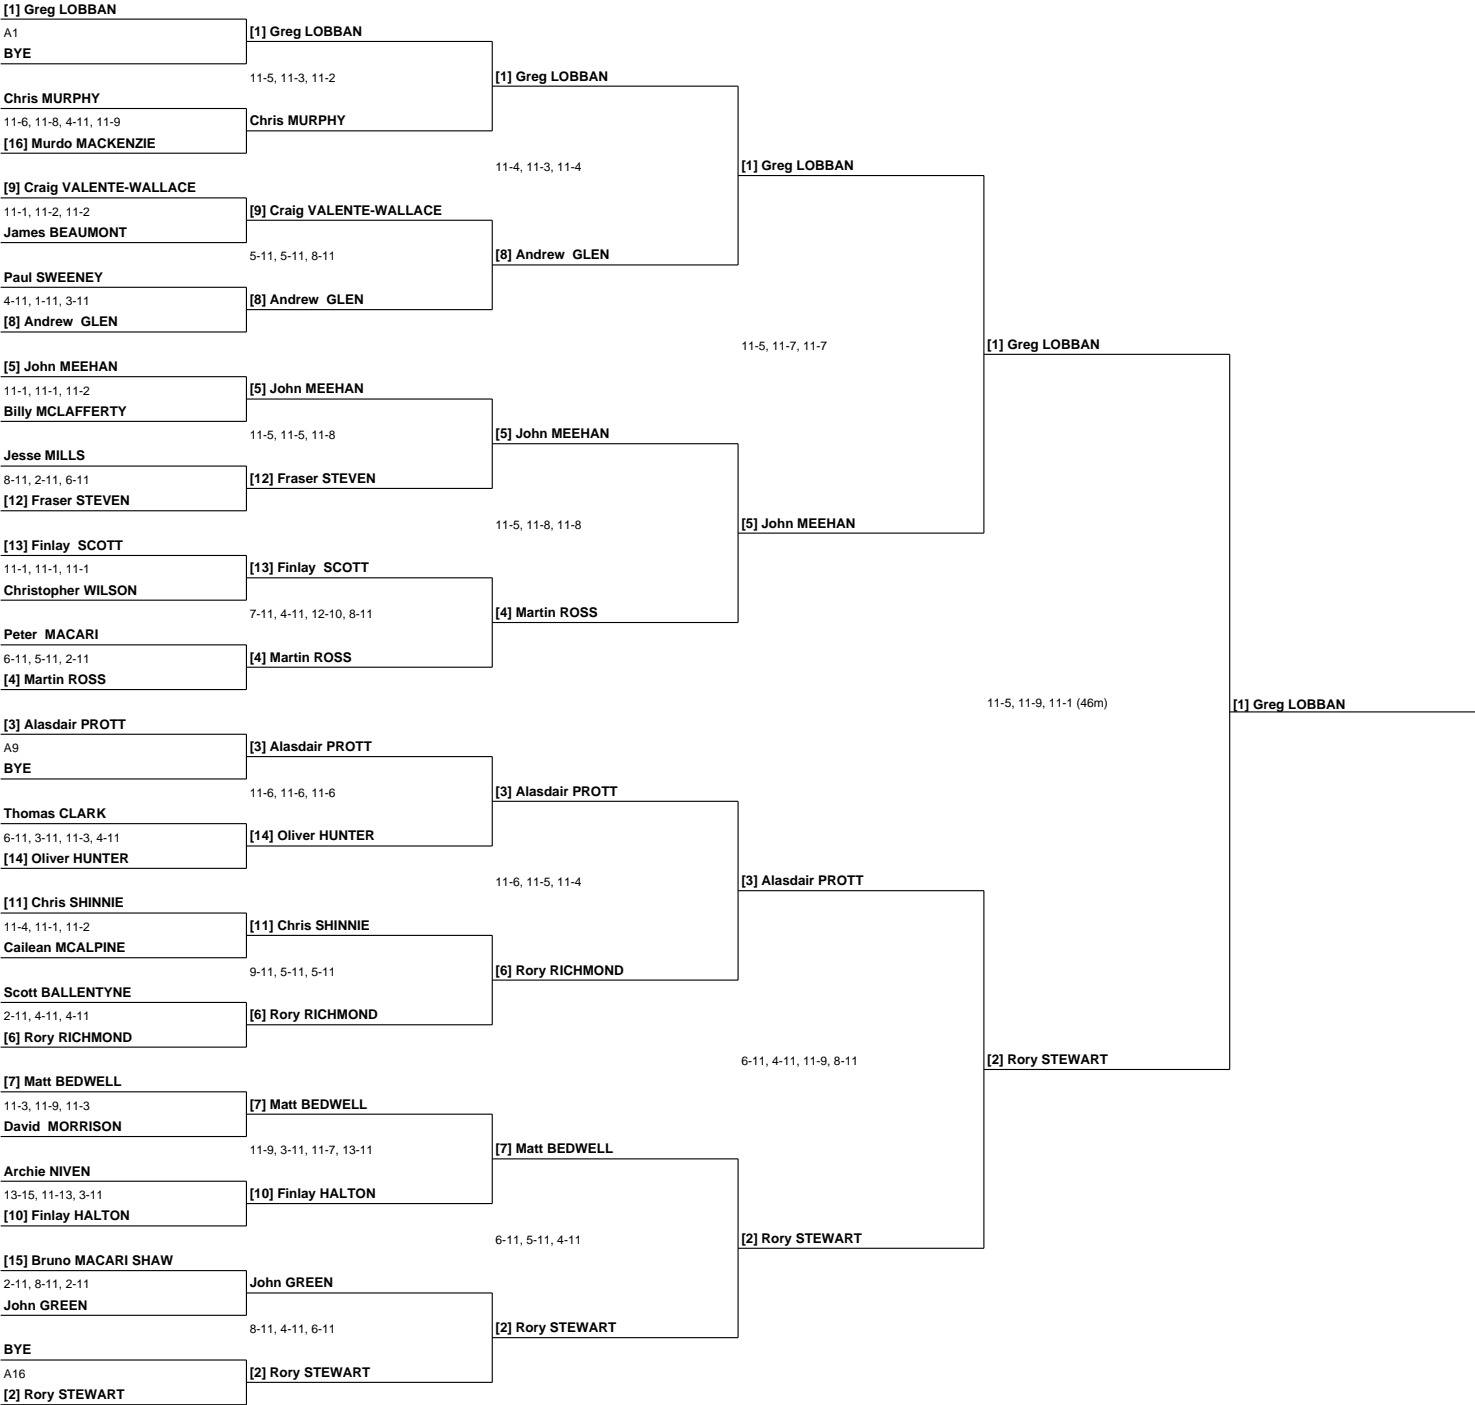 [1] Greg LOBBAN
A1
BYE
Chris MURPHY
11-6, 11-8, 4-11, 11-9
[16] Murdo MACKENZIE
[9] Craig VALENTE-WALLACE
11-1, 11-2, 11-2
James BEAUMONT
Paul SWEENEY
4-11, 1-11, 3-11
[8] Andrew GLEN
[5] John MEEHAN
11-1, 11-1, 11-2
Billy MCLAFFERTY
Jesse MILLS
8-11, 2-11, 6-11
[12] Fraser STEVEN
[13] Finlay SCOTT
11-1, 11-1, 11-1
Christopher WILSON
Peter MACARI
6-11, 5-11, 2-11
[4] Martin ROSS
[3] Alasdair PROTT
A9
BYE
Thomas CLARK
6-11, 3-11, 11-3, 4-11
[14] Oliver HUNTER
[11] Chris SHINNIE
11-4, 11-1, 11-2
Cailean MCALPINE
Scott BALLENTYNE
2-11, 4-11, 4-11
[6] Rory RICHMOND
[7] Matt BEDWELL
11-3, 11-9, 11-3
David MORRISON
Archie NIVEN
13-15, 11-13, 3-11
[10] Finlay HALTON
[15] Bruno MACARI SHAW
2-11, 8-11, 2-11
John GREEN
BYE
A16
[2] Rory STEWART
[1] Greg LOBBAN
11-5, 11-3, 11-2
Chris MURPHY
[9] Craig VALENTE-WALLACE
5-11, 5-11, 8-11
[8] Andrew GLEN
[5] John MEEHAN
11-5, 11-5, 11-8
[12] Fraser STEVEN
[13] Finlay SCOTT
7-11, 4-11, 12-10, 8-11
[4] Martin ROSS
[3] Alasdair PROTT
11-6, 11-6, 11-6
[14] Oliver HUNTER
[11] Chris SHINNIE
9-11, 5-11, 5-11
[6] Rory RICHMOND
[7] Matt BEDWELL
11-9, 3-11, 11-7, 13-11
[10] Finlay HALTON
John GREEN
8-11, 4-11, 6-11
[2] Rory STEWART
[1] Greg LOBBAN
11-4, 11-3, 11-4
[8] Andrew GLEN
[5] John MEEHAN
11-5, 11-8, 11-8
[4] Martin ROSS
[3] Alasdair PROTT
11-6, 11-5, 11-4
[6] Rory RICHMOND
[7] Matt BEDWELL
6-11, 5-11, 4-11
[2] Rory STEWART
[1] Greg LOBBAN
11-5, 11-7, 11-7
[5] John MEEHAN
[3] Alasdair PROTT
6-11, 4-11, 11-9, 8-11
[2] Rory STEWART
[1] Greg LOBBAN
11-5, 11-9, 11-1 (46m)
[2] Rory STEWART
[1] Greg LOBBAN